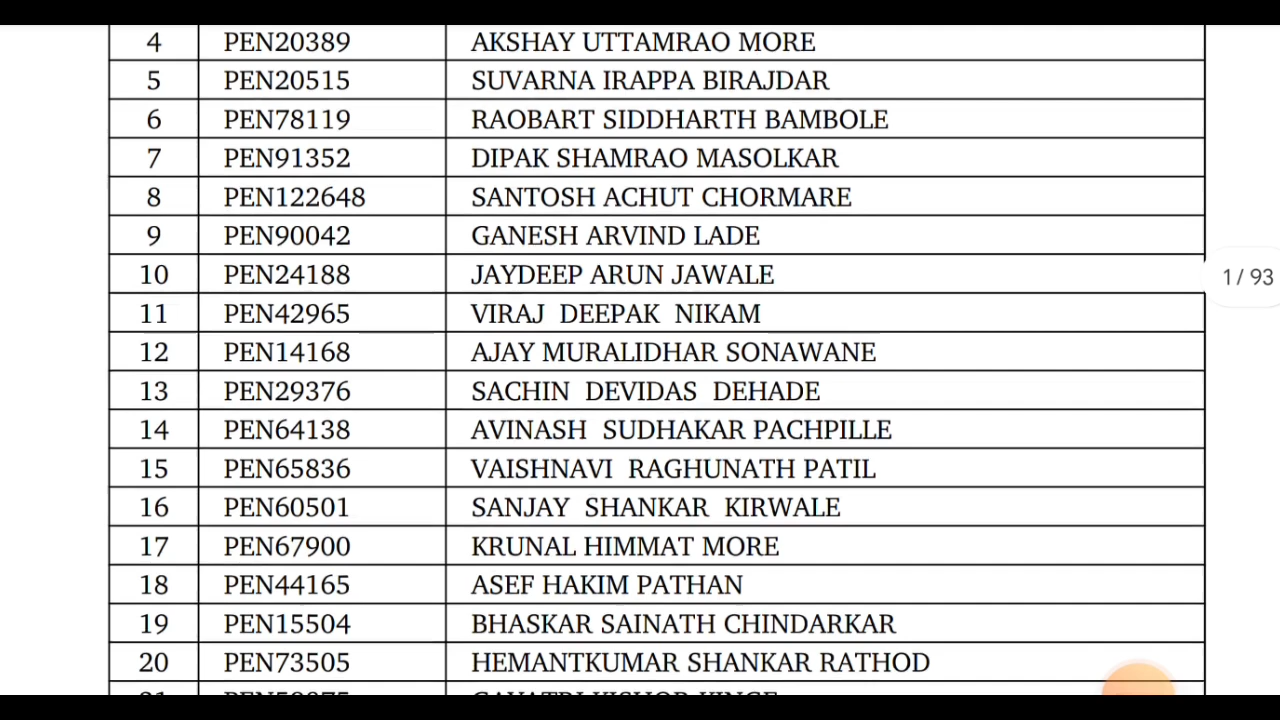 4 PEN20389 AKSHAY UTTAMRAO MORE
5 PEN20515 SUVARNA IRAPPA BIRAJDAR
6 PEN78119 RAOBART SIDDHARTH BAMBOLE
7 PEN91352 DIPAK SHAMRAO MASOLKAR
8 PEN122648 SANTOSH ACHUT CHORMARE
9 PEN90042 GANESH ARVIND LADE
10 PEN24188 JAYDEEP ARUN JAWALE
1 / 93
11 PEN42965 VIRAJ DEEPAK NIKAM
12 PEN14168 AJAY MURALIDHAR SONAWANE
13 PEN29376 SACHIN DEVIDAS DEHADE
14 PEN64138 AVINASH SUDHAKAR PACHPILLE
15 PEN65836 VAISHNAVI RAGHUNATH PATIL
16 PEN60501 SANJAY SHANKAR KIRWALE
17 PEN67900 KRUNAL HIMMAT MORE
18 PEN44165 ASEF HAKIM PATHAN
19 PEN15504 BHASKAR SAINATH CHINDARKAR
20 PEN73505 HEMANTKUMAR SHANKAR RATHOD